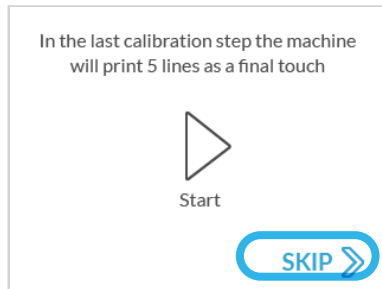 In the last calibration step the machine
will print 5 lines as a final touch
Start
SKIP